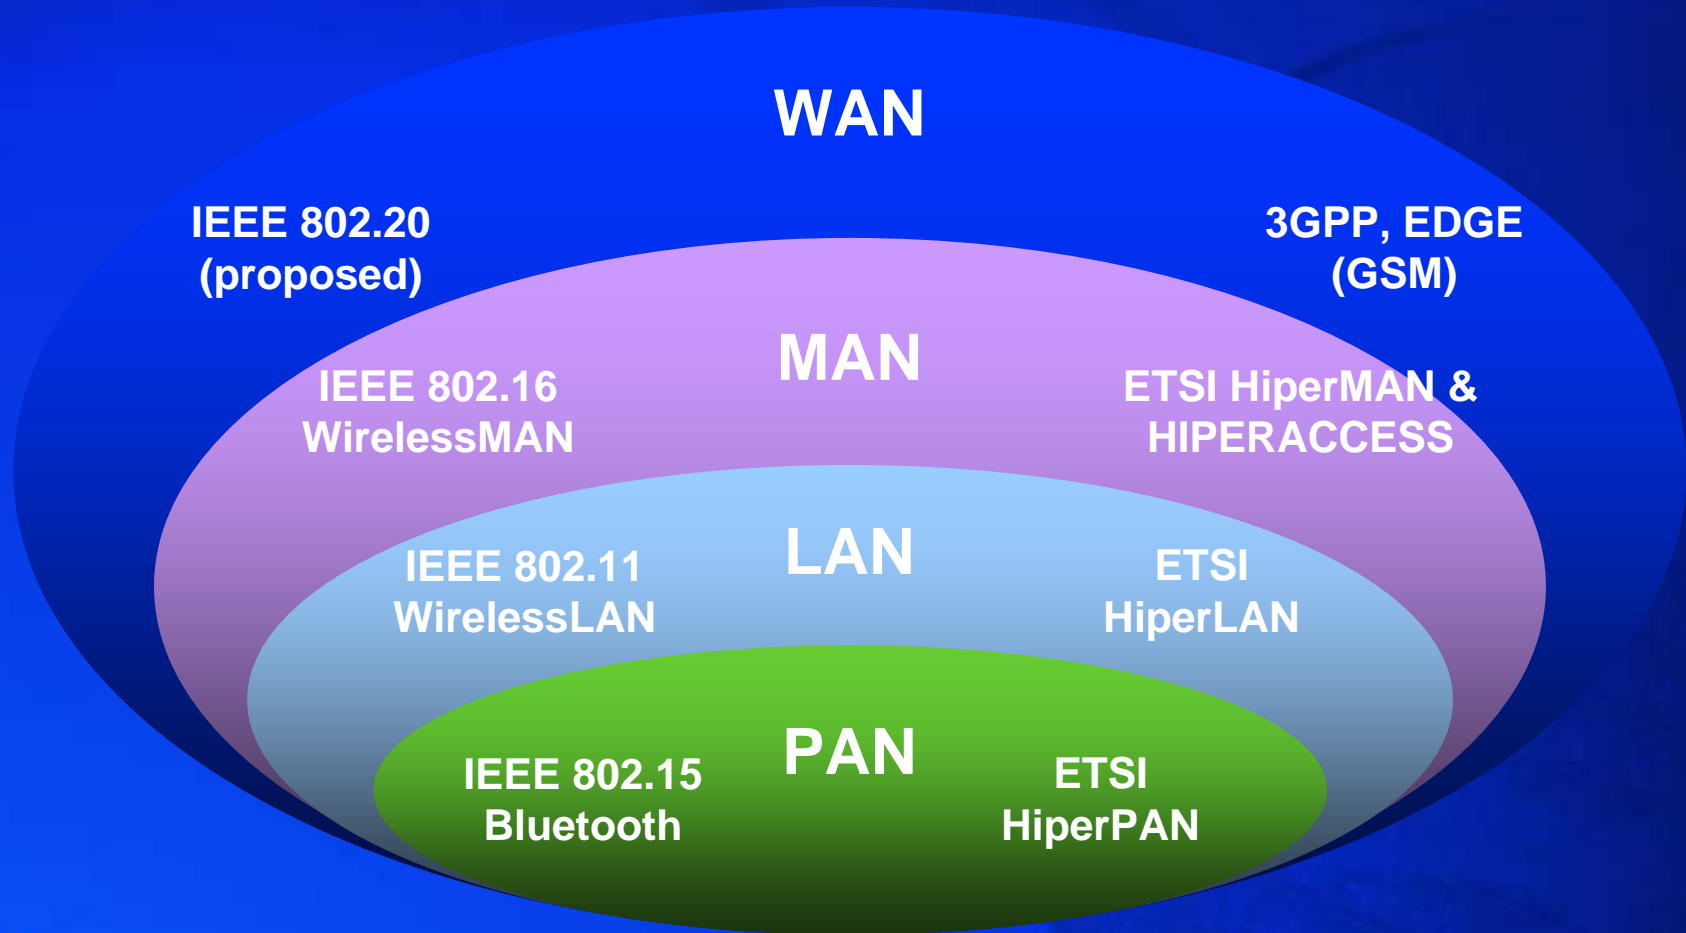 WAN
IEEE 802.20
(proposed)
3GPP, EDGE
(GSM)
MAN
IEEE 802.16
WirelessMAN
ETSI HiperMAN &
HIPERACCESS
LAN
IEEE 802.11
WirelessLAN
ETSI
HiperLAN
PAN
IEEE 802.15
Bluetooth
ETSI
HiperPAN